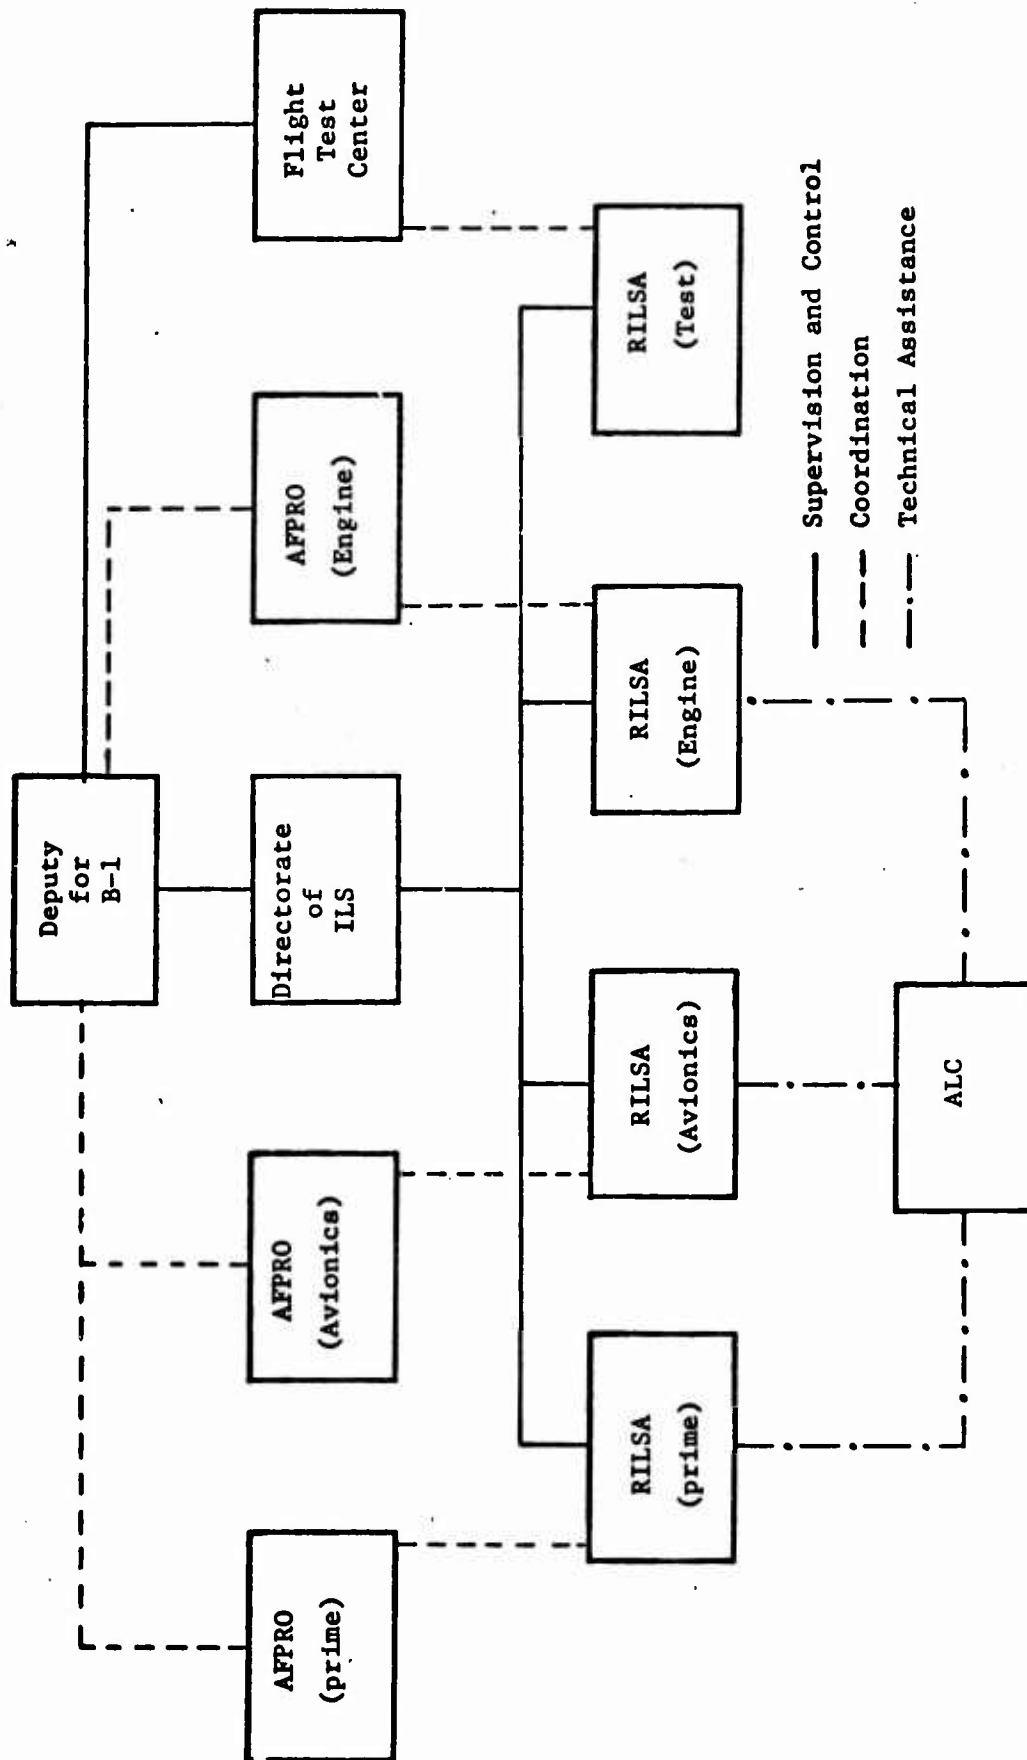 Deputy
for
B-1
AFPRO
(prime)
AFPRO
(Avionics)
Directorate
of
ILS
AFPRO
(Engine)
Flight
Test
Center
RILSA
(prime)
RILSA
(Avionics)
RILSA
(Engine)
RILSA
(Test)
ALC
Supervision and Control
Coordination
Technical Assistance